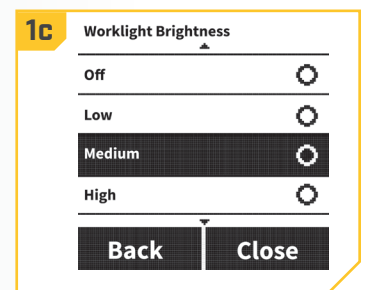 1c
Worklight Brightness
Off
Low
Medium
High
Back Close